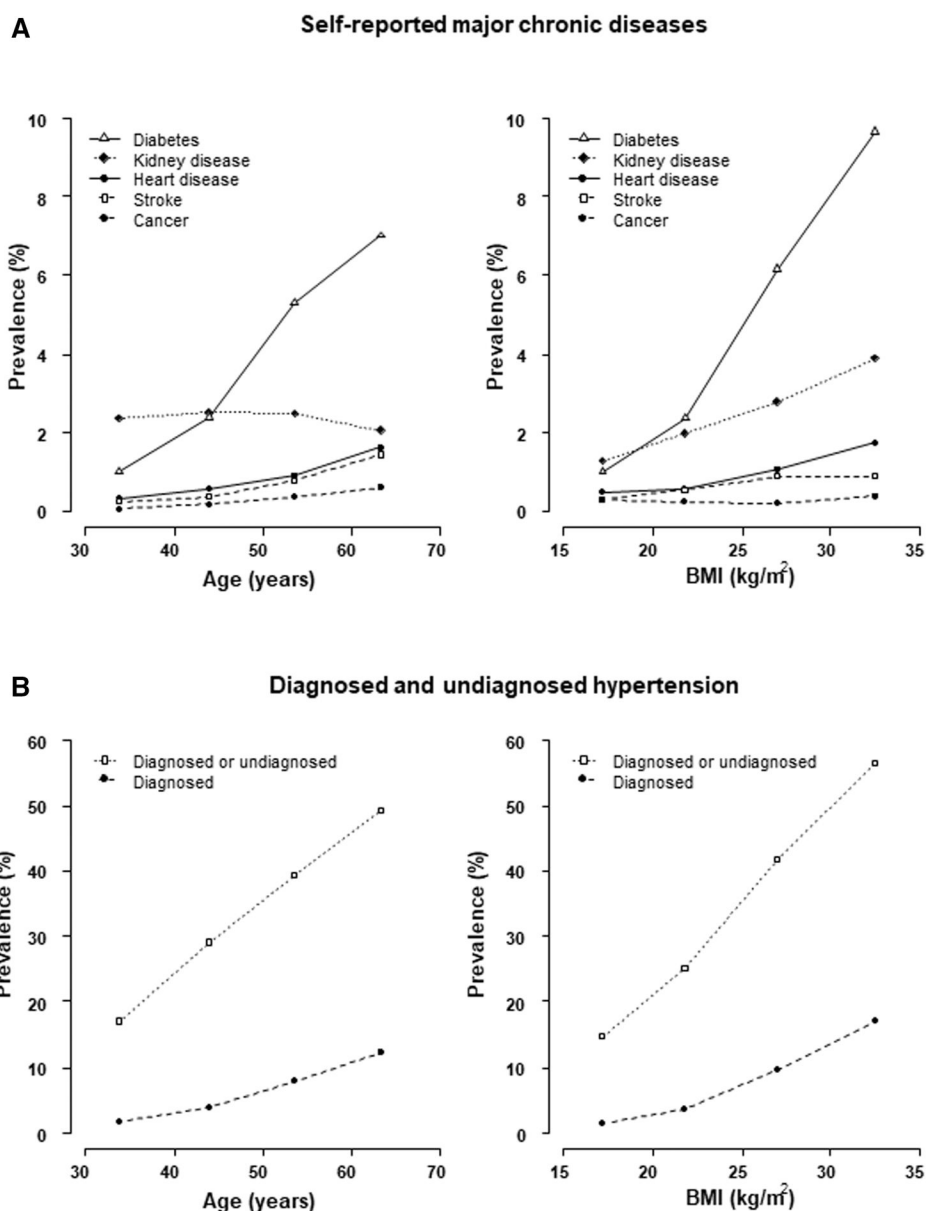 A
Self-reported major chronic diseases
10
8
6
4
2
0
Prevalence (%)
Diabetes
Kidney disease
Heart disease
Stroke
Cancer
30 40 50 60 70
Age (years)
10
8
6
4
2
0
Prevalence (%)
Diabetes
Kidney disease
Heart disease
Stroke
Cancer
15 20 25 30 35
BMI (kg/m²)
B
Diagnosed and undiagnosed hypertension
60
50
40
30
20
10
0
Prevalence (%)
Diagnosed or undiagnosed
Diagnosed
30 40 50 60 70
Age (years)
60
50
40
30
20
10
0
Prevalence (%)
Diagnosed or undiagnosed
Diagnosed
15 20 25 30 35
BMI (kg/m²)